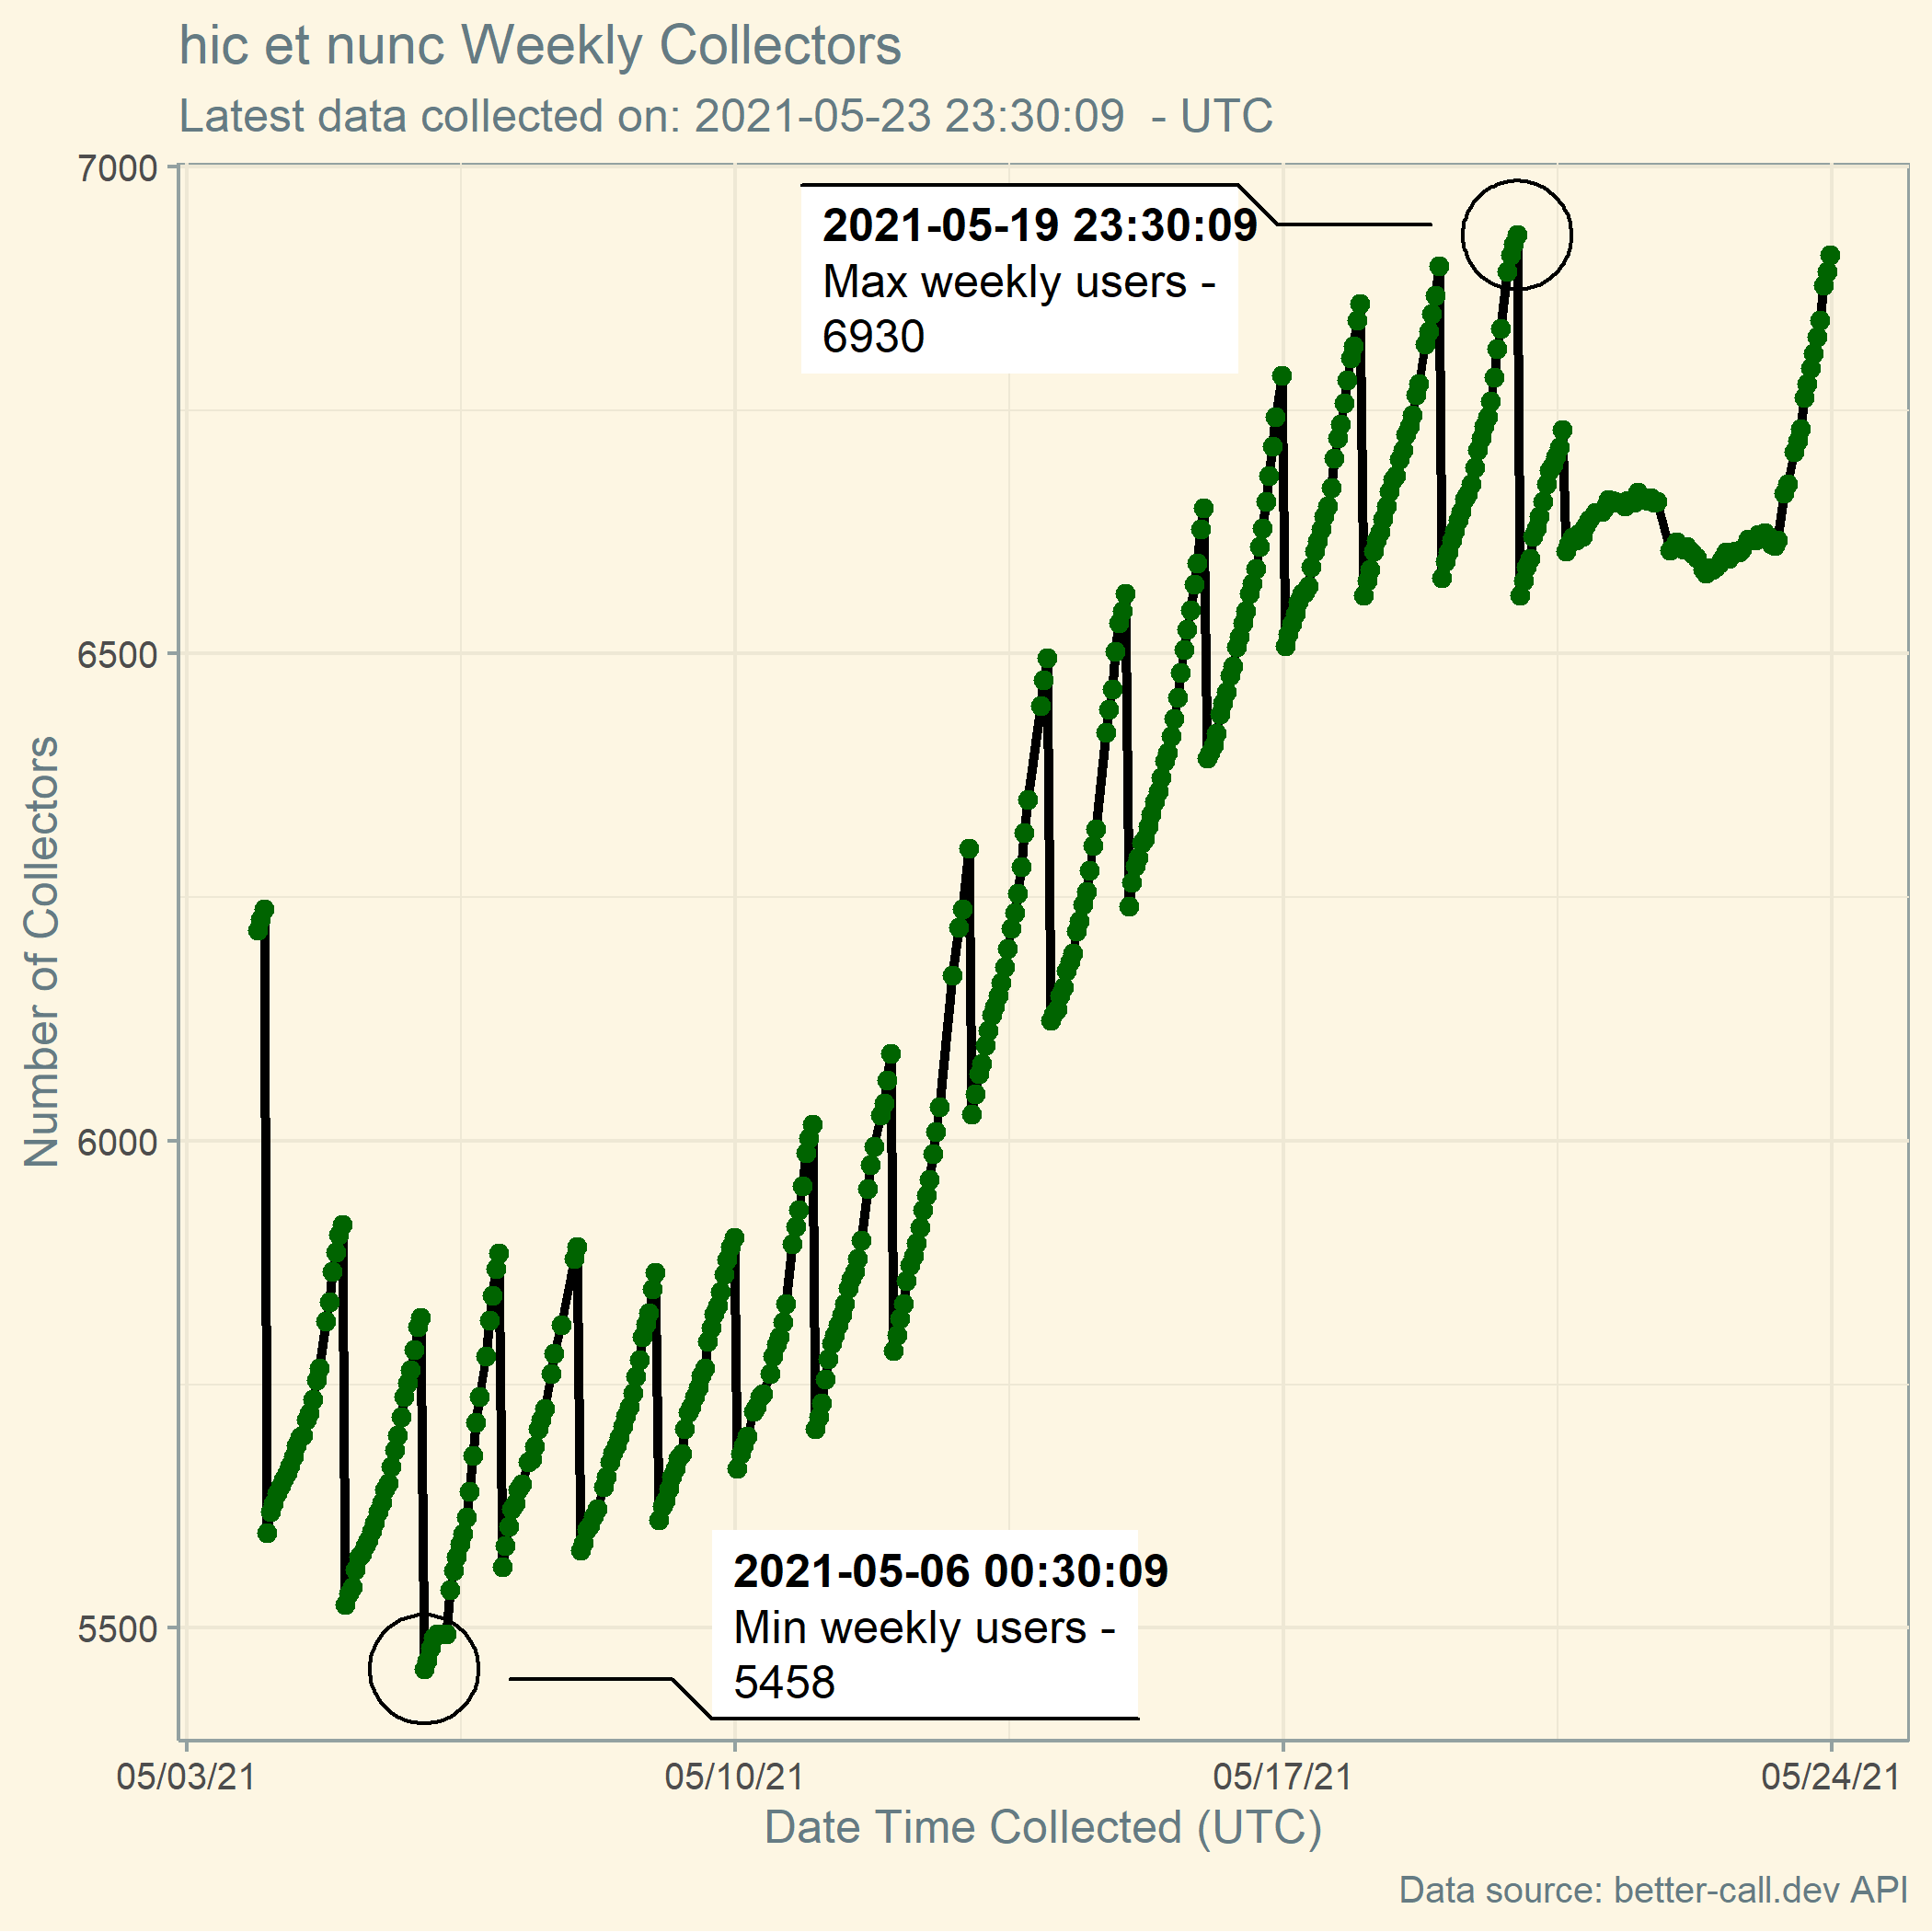 hic et nunc Weekly Collectors
Latest data collected on: 2021-05-23 23:30:09  - UTC
7000
2021-05-19 23:30:09
Max weekly users -
6930
6500
Number of Collectors
6000
2021-05-06 00:30:09
Min weekly users -
5458
5500
05/03/21
05/10/21
05/17/21
05/24/21
Date Time Collected (UTC)
Data source: better-call.dev API